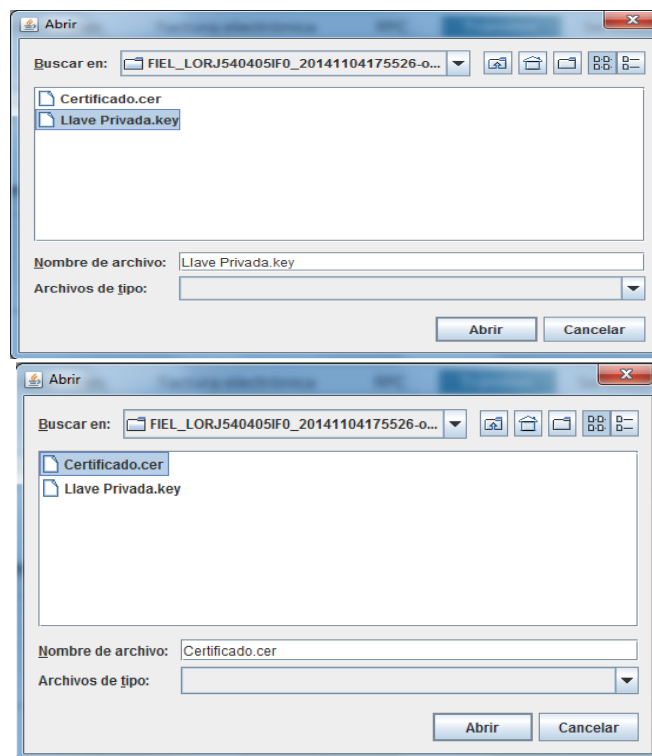 Abrir
Buscar en: FIEL_LORJ540405IF0_20141104175526-o...
Certificado.cer
Llave Privada.key
Nombre de archivo: Llave Privada.key
Archivos de tipo:
Abrir Cancelar
Abrir
Buscar en: FIEL_LORJ540405IF0_20141104175526-o...
Certificado.cer
Llave Privada.key
Nombre de archivo: Certificado.cer
Archivos de tipo:
Abrir Cancelar